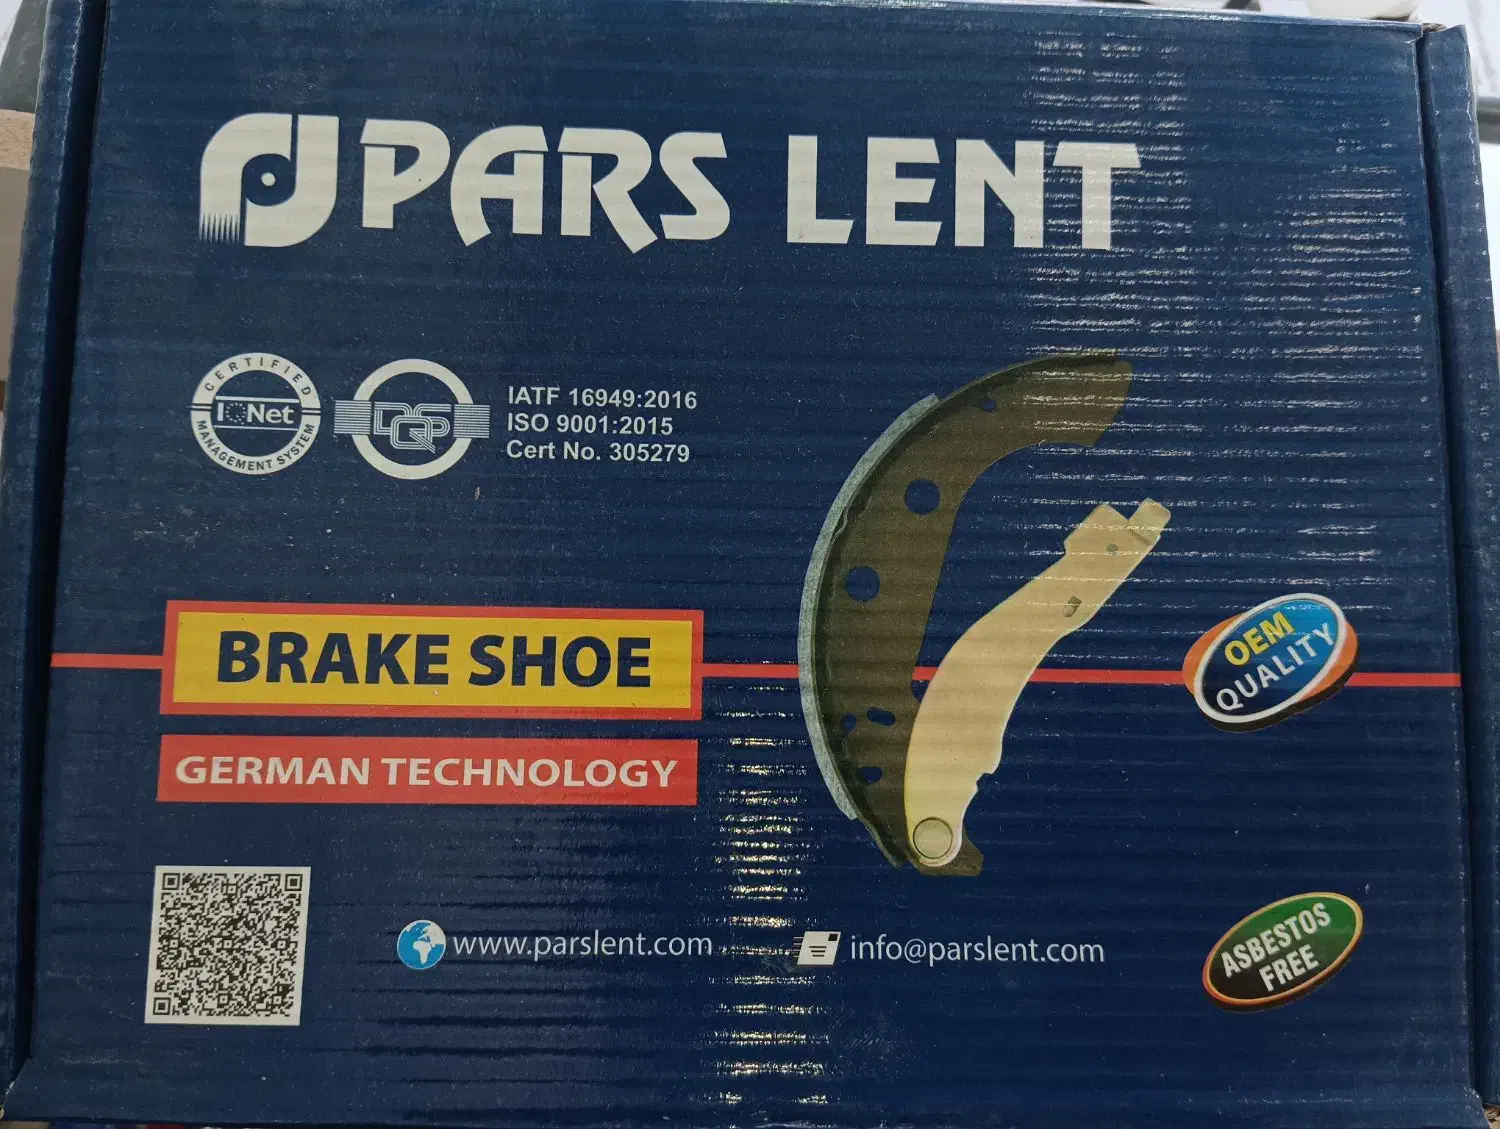 PARS LENT
CERTIFIED
IQNet
MANAGEMENT SYSTEM
DQS
IATF 16949:2016
ISO 9001:2015
Cert No. 305279
BRAKE SHOE
GERMAN TECHNOLOGY
OEM
QUALITY
www.parslent.com
info@parslent.com
ASBESTOS
FREE